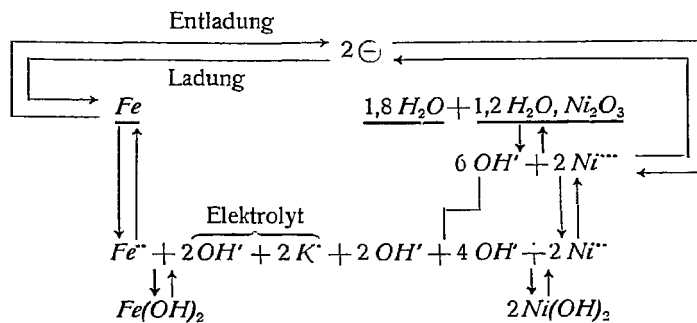 Entladung
2 ⊖
Ladung
Fe 1,8 H₂O + 1,2 H₂O, Ni₂O₃
6 OH' + 2 Ni···
Elektrolyt
Fe·· + 2 OH' + 2 K· + 2 OH' + 4 OH' + 2 Ni··
Fe(OH)₂ 2 Ni(OH)₂